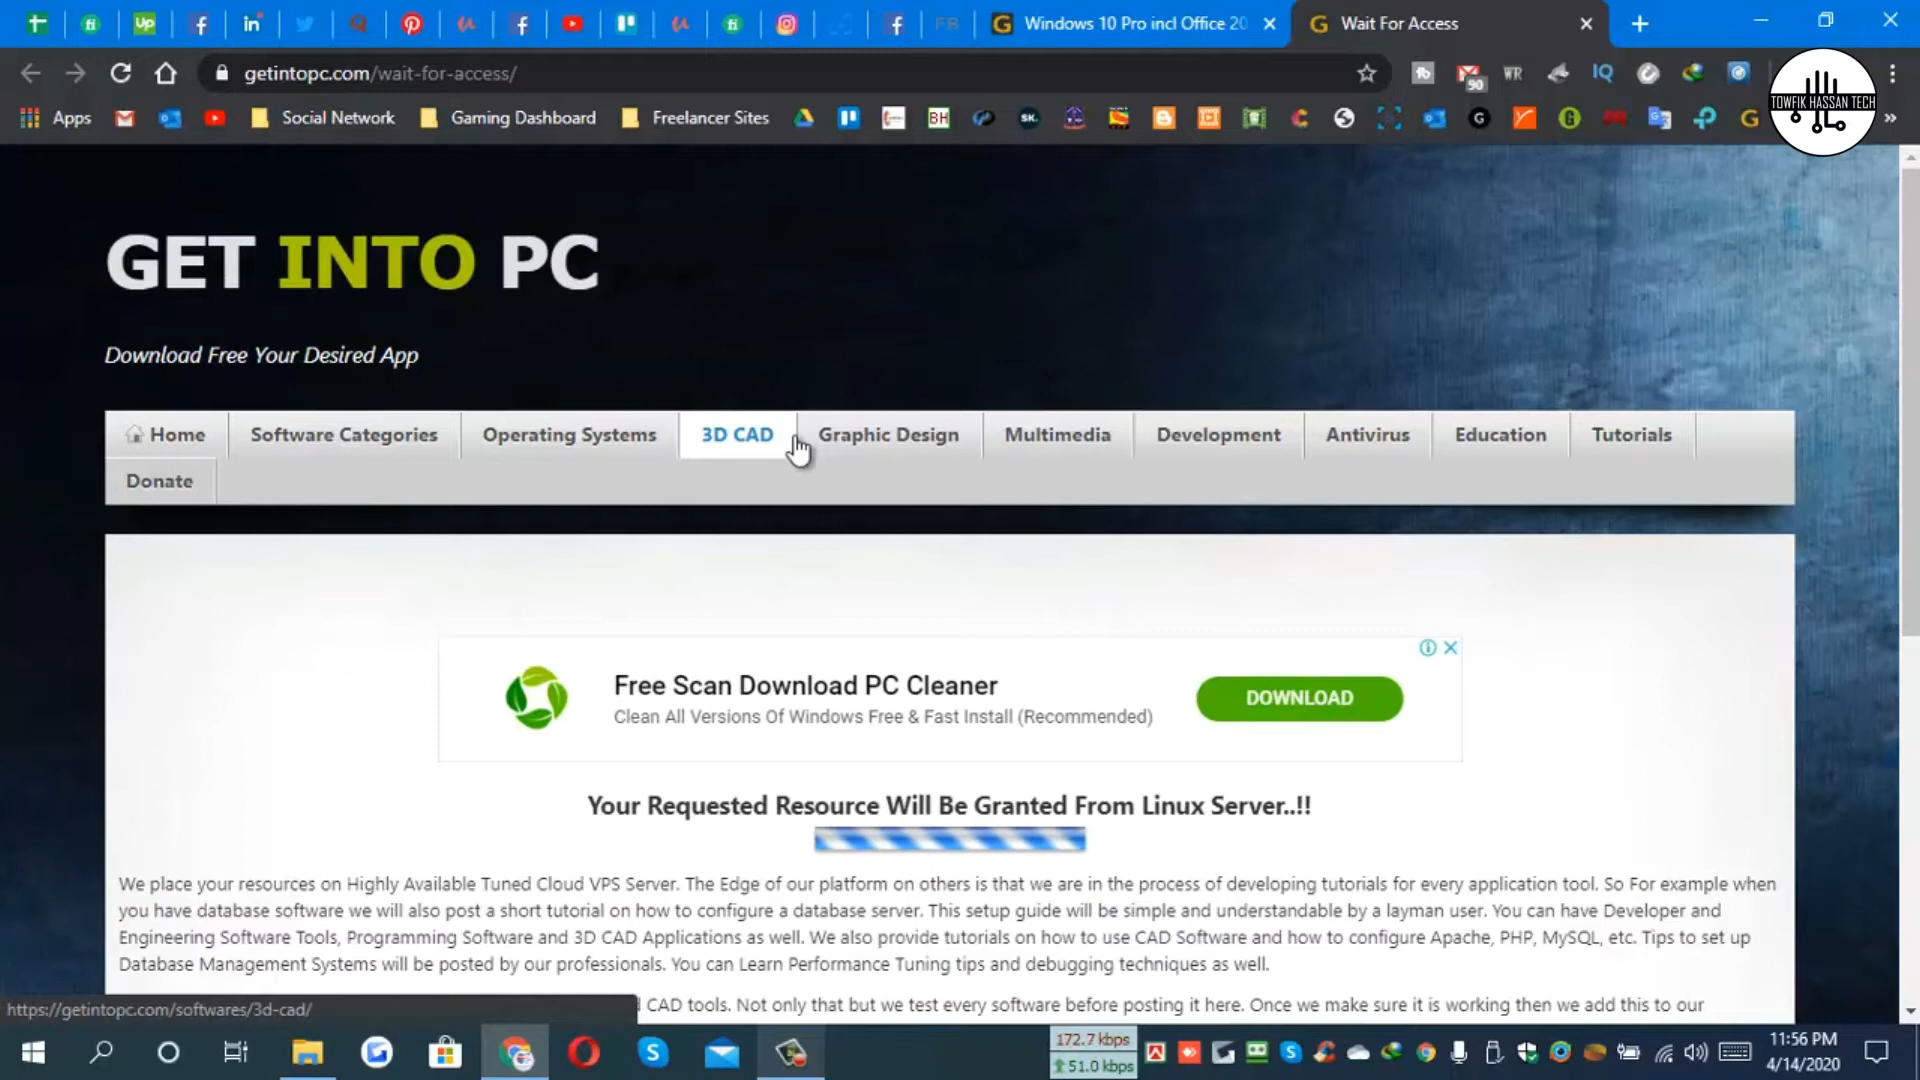 Windows 10 Pro incl Office 20
Wait For Access
getintopc.com/wait-for-access/
90
WR
IQ
TOWFIK HASSAN TECH
Apps
Social Network
Gaming Dashboard
Freelancer Sites
BH
SK.
GET INTO PC
Download Free Your Desired App
Home
Software Categories
Operating Systems
3D CAD
Graphic Design
Multimedia
Development
Antivirus
Education
Tutorials
Donate
Free Scan Download PC Cleaner
Clean All Versions Of Windows Free & Fast Install (Recommended)
DOWNLOAD
Your Requested Resource Will Be Granted From Linux Server..!!
We place your resources on Highly Available Tuned Cloud VPS Server. The Edge of our platform on others is that we are in the process of developing tutorials for every application tool. So For example when
you have database software we will also post a short tutorial on how to configure a database server. This setup guide will be simple and understandable by a layman user. You can have Developer and
Engineering Software Tools, Programming Software and 3D CAD Applications as well. We also provide tutorials on how to use CAD Software and how to configure Apache, PHP, MySQL, etc. Tips to set up
Database Management Systems will be posted by our professionals. You can Learn Performance Tuning tips and debugging techniques as well.
CAD tools. Not only that but we test every software before posting it here. Once we make sure it is working then we add this to our
https://getintopc.com/softwares/3d-cad/
172.7 kbps
51.0 kbps
11:56 PM
4/14/2020